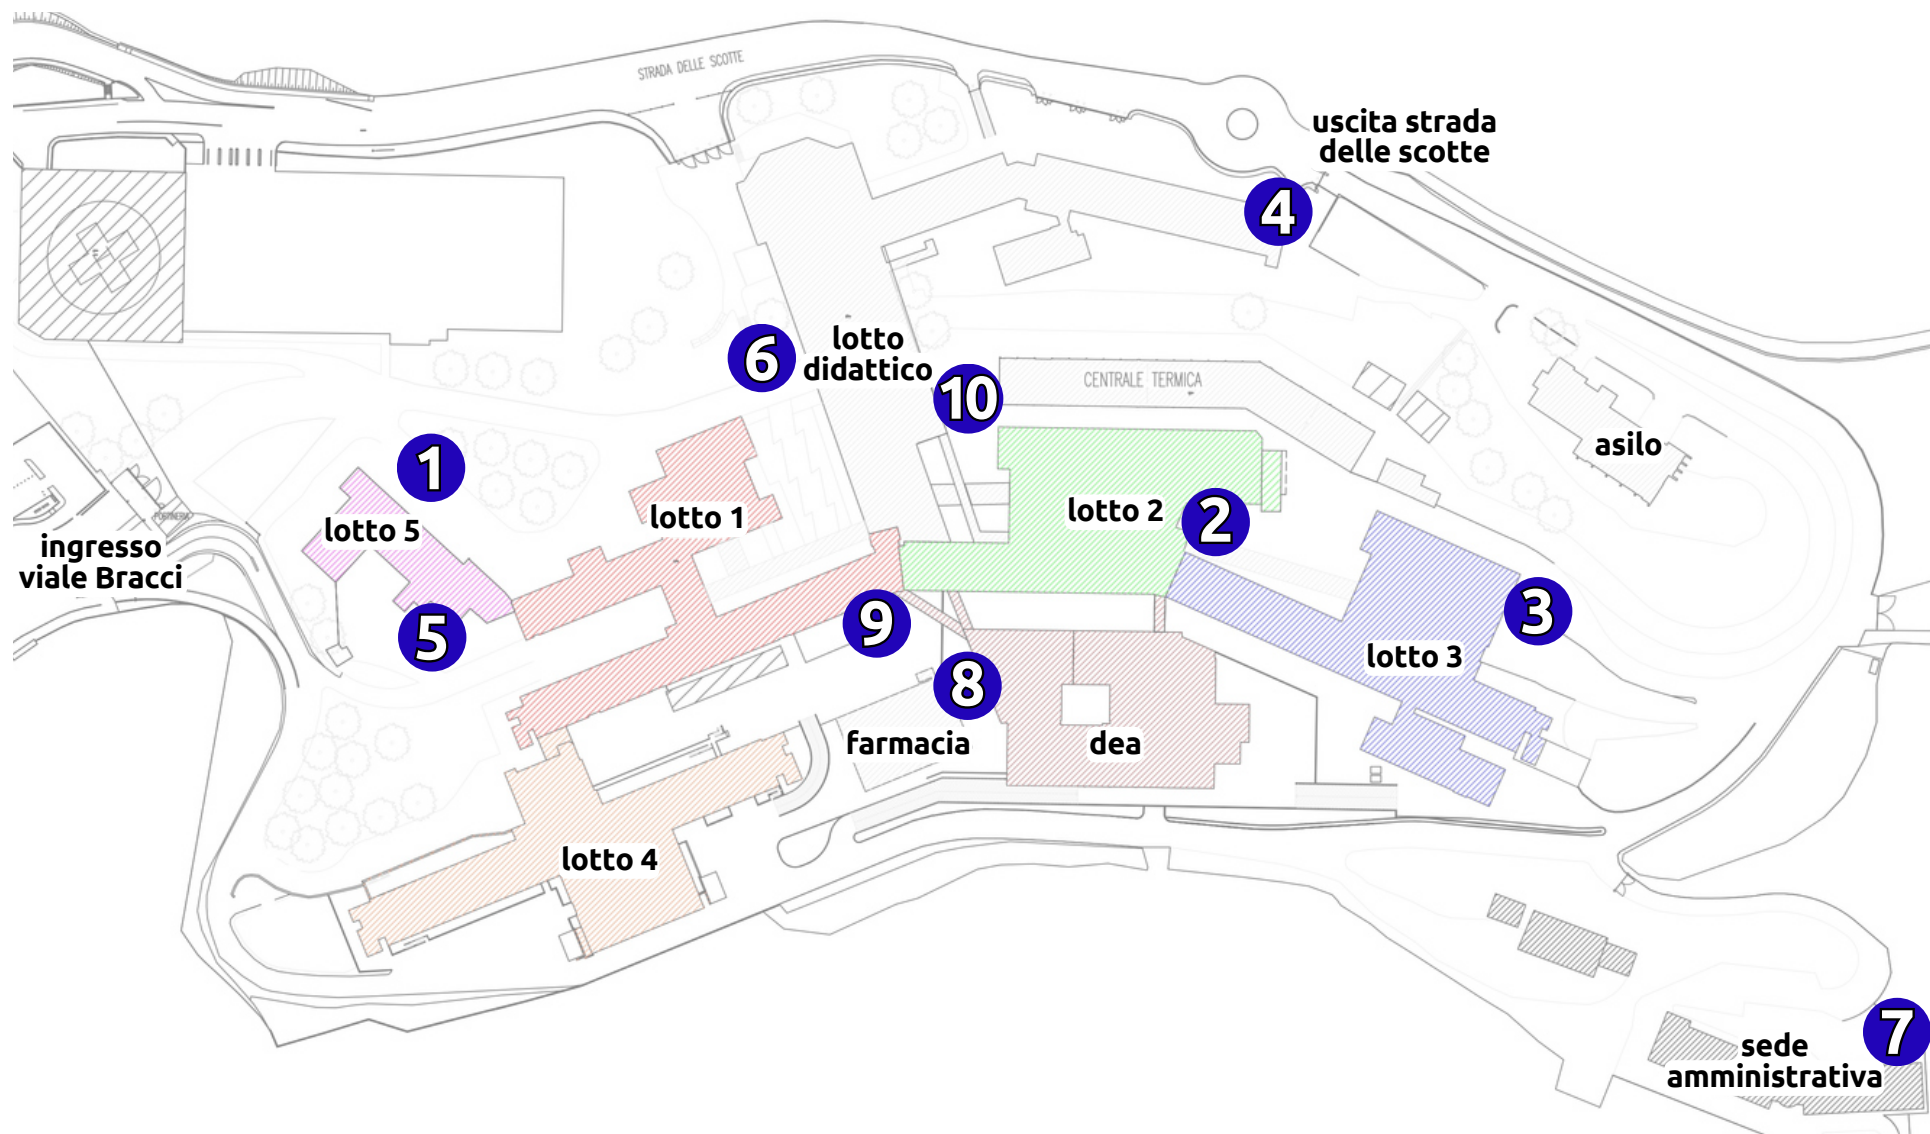 STRADA DELLE SCOTTE
uscita strada
delle scotte
4
6
lotto
didattico
10
CENTRALE TERMICA
asilo
1
lotto 5
lotto 1
lotto 2
2
PORTINERIA
ingresso
viale Bracci
5
9
3
lotto 3
8
farmacia
dea
lotto 4
7
sede
amministrativa